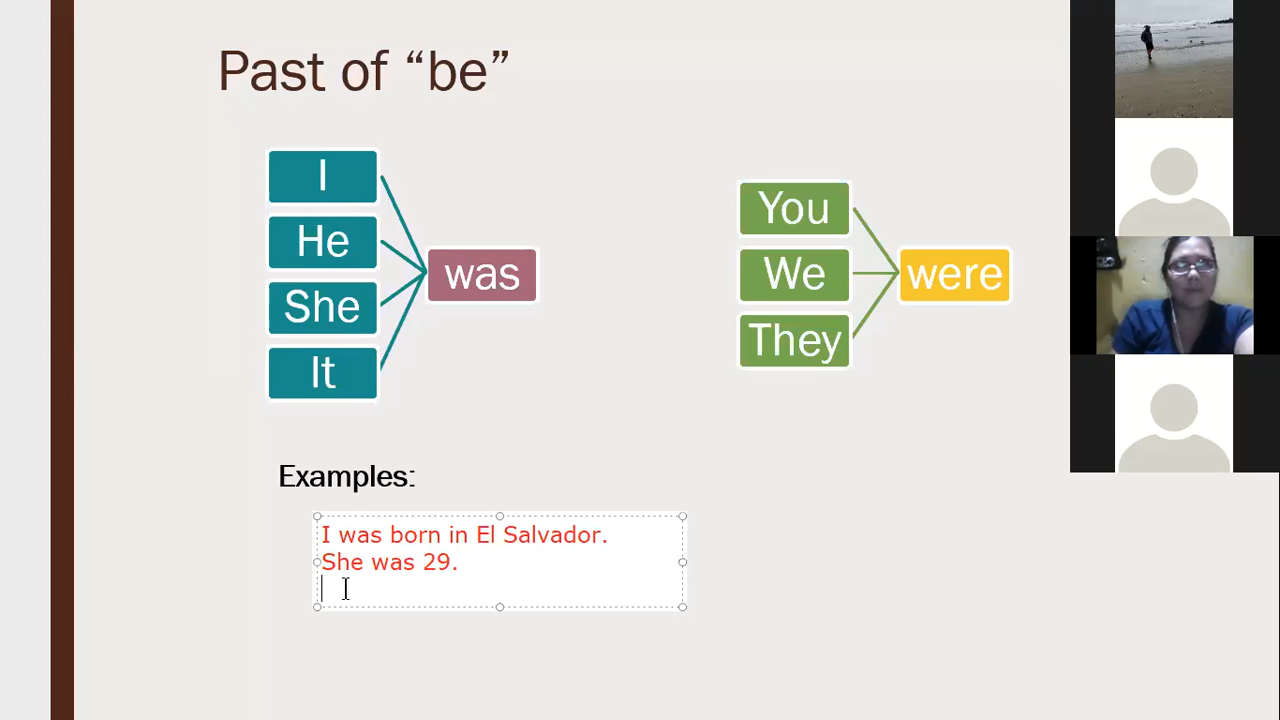 Past of “be”
I
He
She
It
was
You
We
They
were
Examples:
I was born in El Salvador.
She was 29.